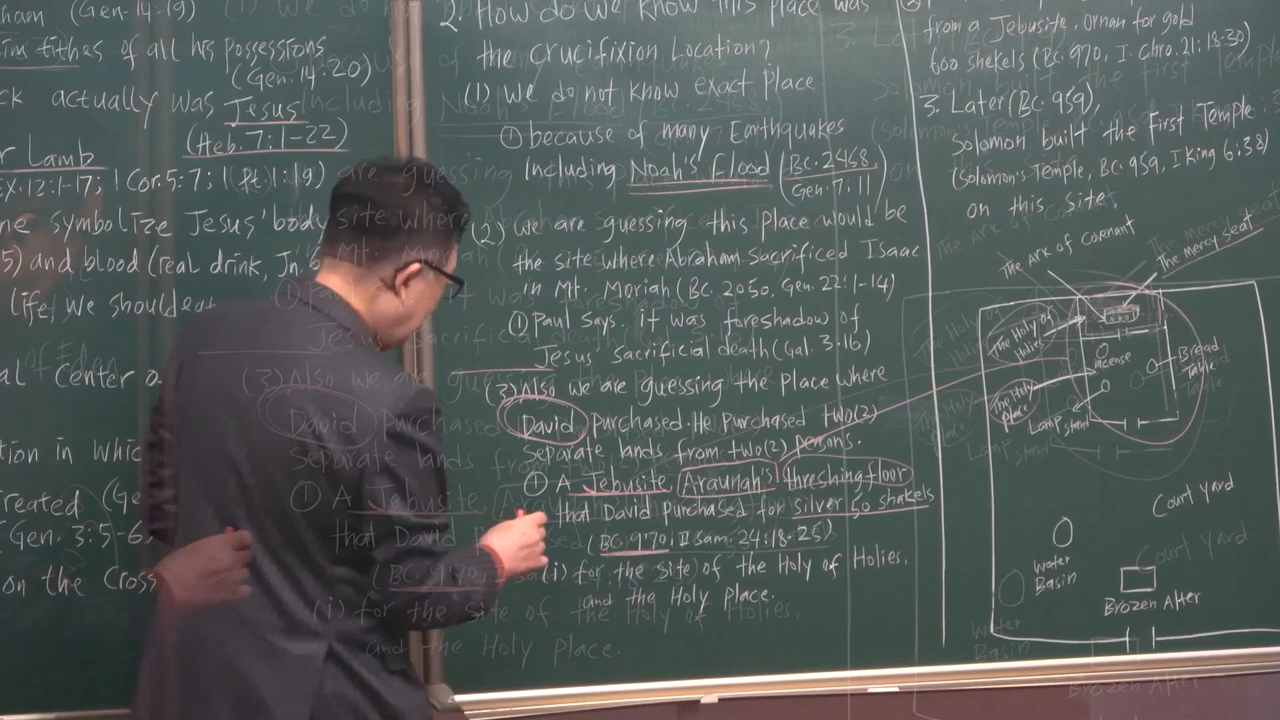 ham (Gen. 14:19)
tithes of all his possessions
(Gen. 14:20)
ck actually was Jesus
(Heb. 7:1-22)
r Lamb
Ex. 12:1-17; 1 Cor. 5:7; 1(Pt) 1:19)
ne symbolize Jesus' body
5) and blood (real drink, Jn. 6
life, we should eat
al Center
tion in which
reated (Ge
(Gen. 3:5-6,
on the Cross
2. How do we know this place was
the crucifixion Location?
(1) We do not know exact Place
① because of many Earthquakes
Including Noah's flood (BC. 2468,
Gen. 7:11)
(2) we are guessing this Place would be
the site where Abraham Sacrificed Isaac
in Mt. Moriah (BC. 2050, Gen. 22:1-14)
① Paul says. it was foreshadow of
Jesus' Sacrificial death (Gal. 3:16)
(3) Also we are guessing the place where
David purchased. He purchased two(2)
Separate lands from two(2) persons.
① A Jebusite Araunah's threshing floor
that David purchased for silver 50 shakels
(BC. 970, II Sam. 24:18-25)
(i) for the site of the Holy of Holies.
and the Holy place.
from a Jebusite. Ornan for gold
600 shekels (BC. 970, I. chro. 21:18-30)
3. Later (BC. 959),
Solomon built the First Temple
(Solomon's Temple, BC. 959, I King 6:38)
on this site.
The Ark of Covenant
The mercy seat
The Holy of
Holies
The Holy
place
Incense
Bread
Table
Lamp stand
Court yard
Water
Basin
Brozen After